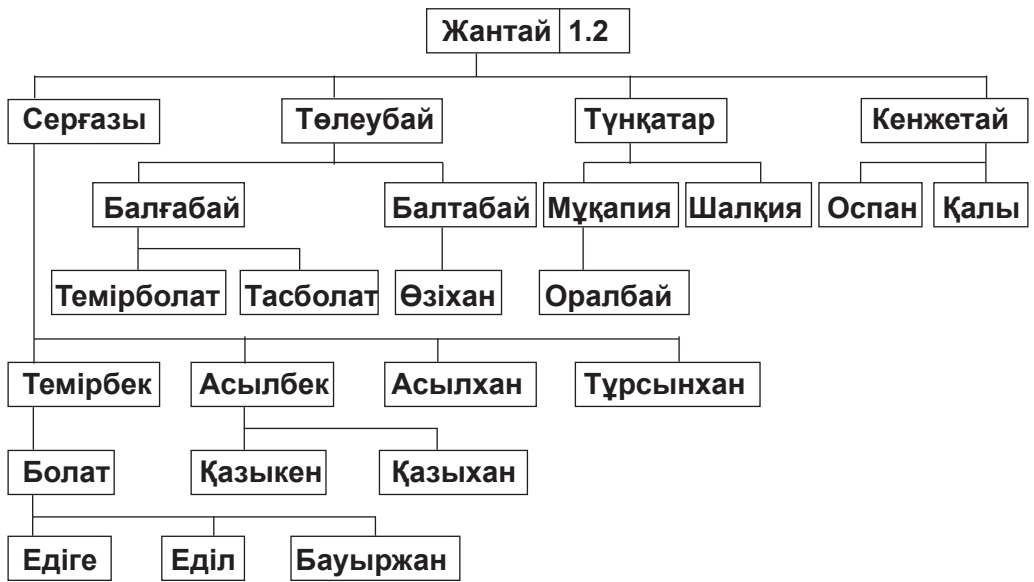 Жантай 1.2
Серғазы Төлеубай Түнқатар Кенжетай
Балғабай Балтабай Мұқапия Шалқия Оспан Қалы
Темірболат Тасболат Өзіхан Оралбай
Темірбек Асылбек Асылхан Тұрсынхан
Болат Қазыкен Қазыхан
Едіге Еділ Бауыржан